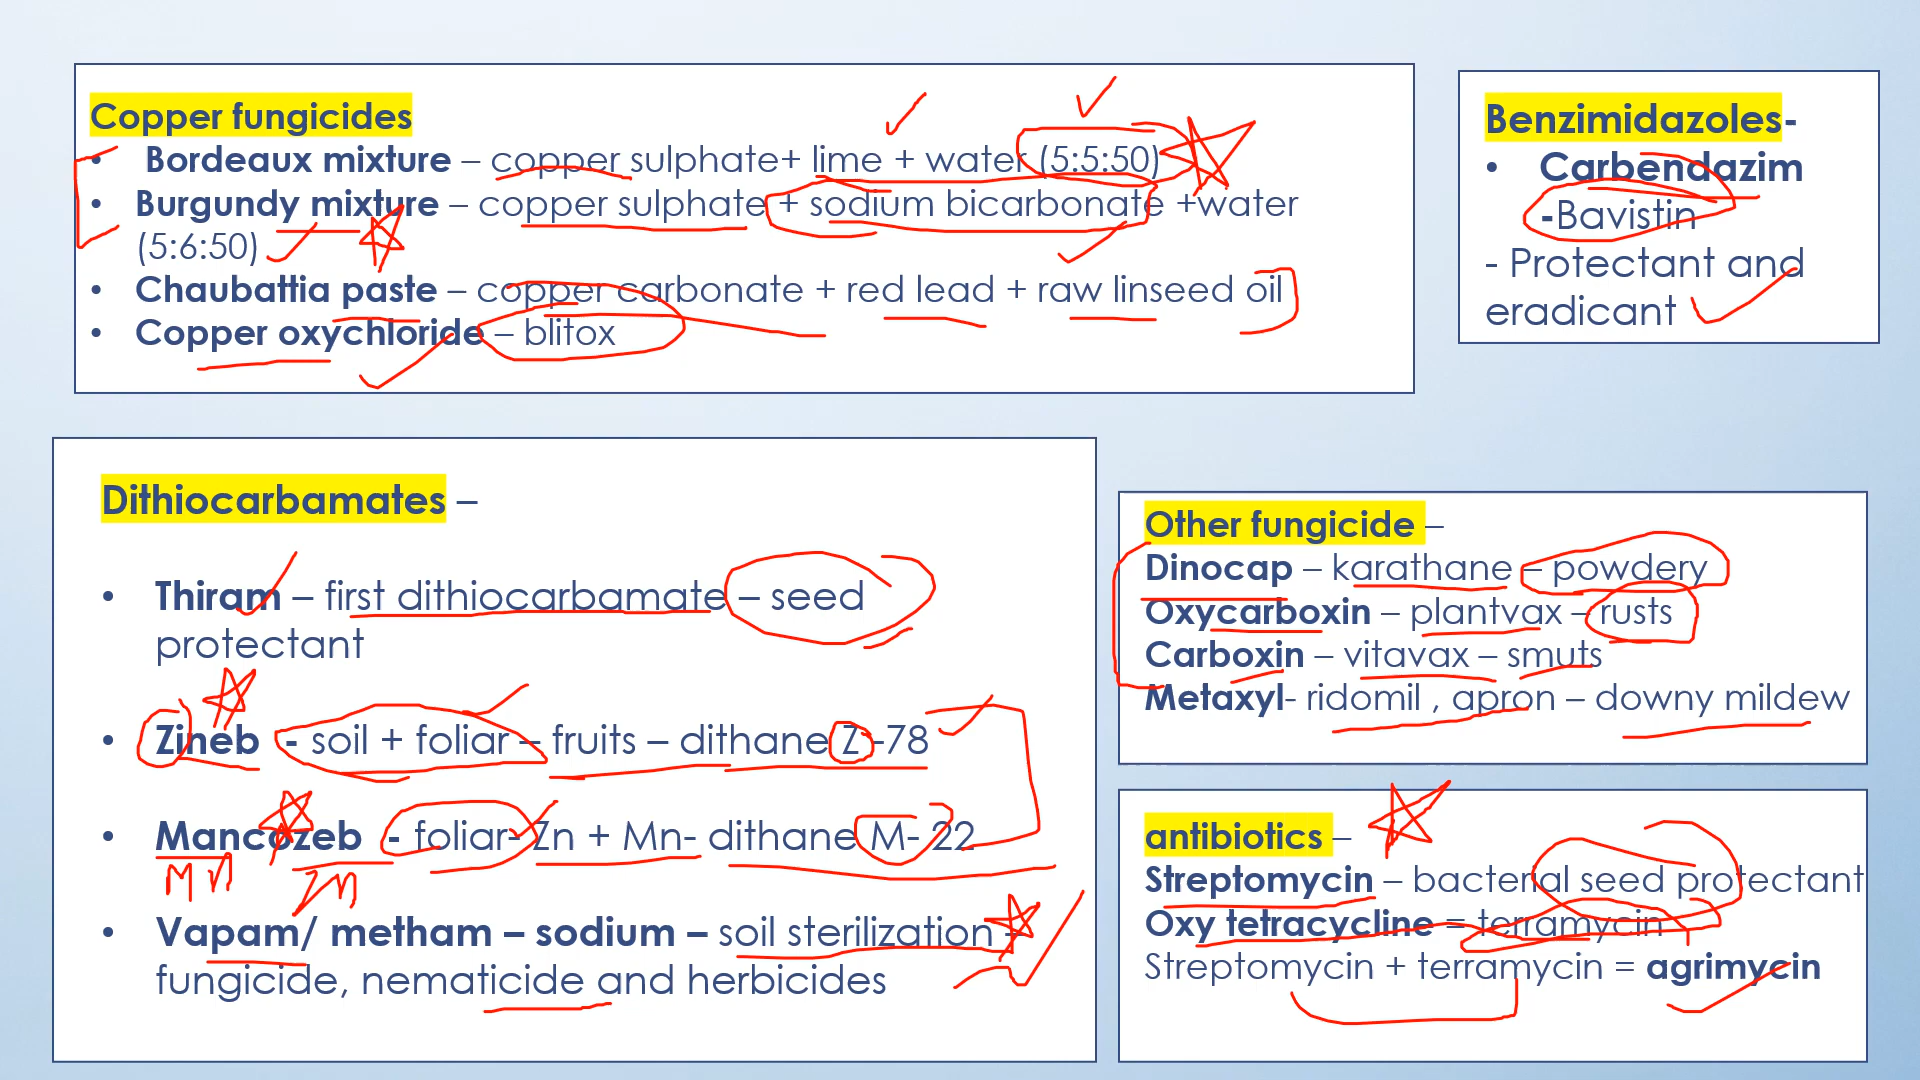 Copper fungicides
• Bordeaux mixture – copper sulphate+ lime + water (5:5:50)
• Burgundy mixture – copper sulphate + sodium bicarbonate +water
(5:6:50)
• Chaubattia paste – copper carbonate + red lead + raw linseed oil
• Copper oxychloride – blitox
Benzimidazoles-
• Carbendazim
-Bavistin
- Protectant and
eradicant
Dithiocarbamates –
• Thiram – first dithiocarbamate – seed
protectant
• Zineb - soil + foliar – fruits – dithane Z -78
• Mancozeb - foliar- Zn + Mn- dithane M- 22
Mn Zn
• Vapam/ metham – sodium – soil sterilization –
fungicide, nematicide and herbicides
Other fungicide –
Dinocap – karathane – powdery
Oxycarboxin – plantvax – rusts
Carboxin – vitavax – smuts
Metaxyl- ridomil , apron – downy mildew
antibiotics –
Streptomycin – bacterial seed protectant
Oxy tetracycline = terramycin
Streptomycin + terramycin = agrimycin